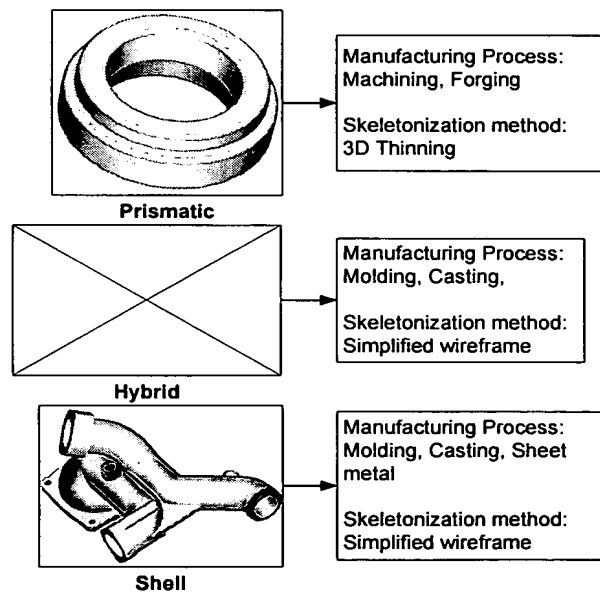 Manufacturing Process:
Machining, Forging
Skeletonization method:
3D Thinning
Prismatic
Manufacturing Process:
Molding, Casting,
Skeletonization method:
Simplified wireframe
Hybrid
Manufacturing Process:
Molding, Casting, Sheet
metal
Skeletonization method:
Simplified wireframe
Shell